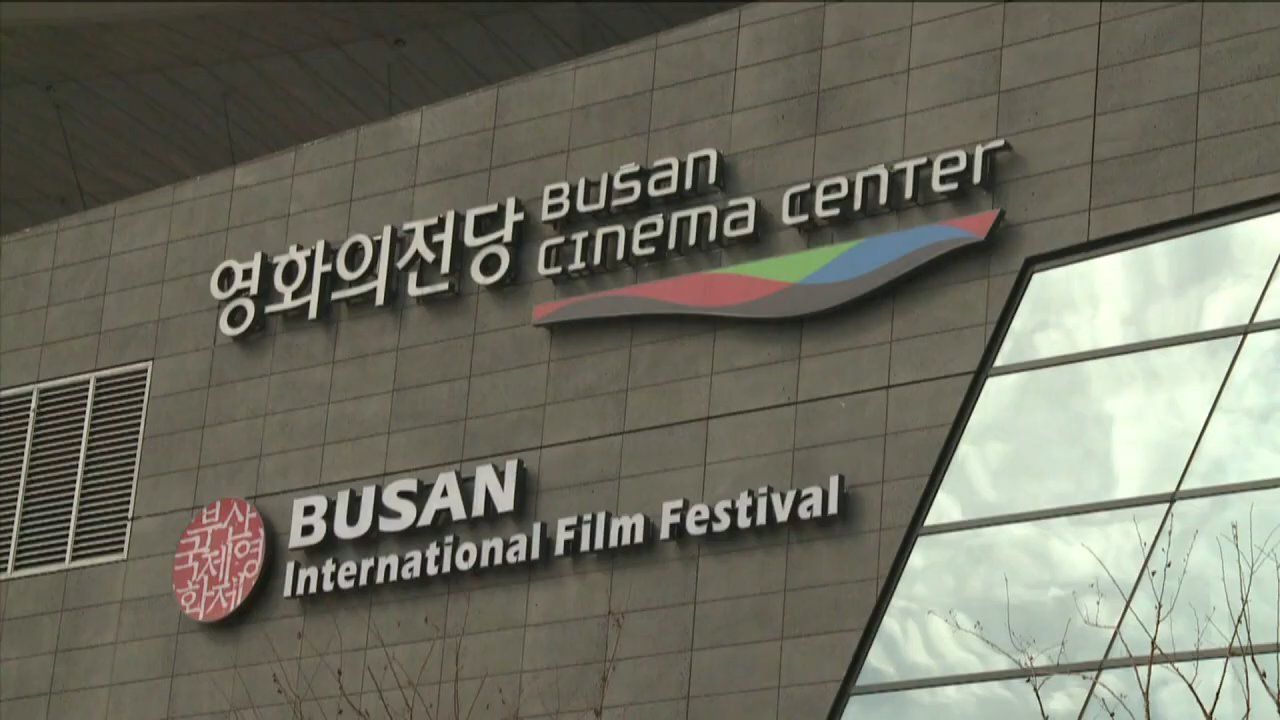 영화의전당
BUSAN
CINEMA CENTER
부산
국제영
화제
BUSAN
International Film Festival